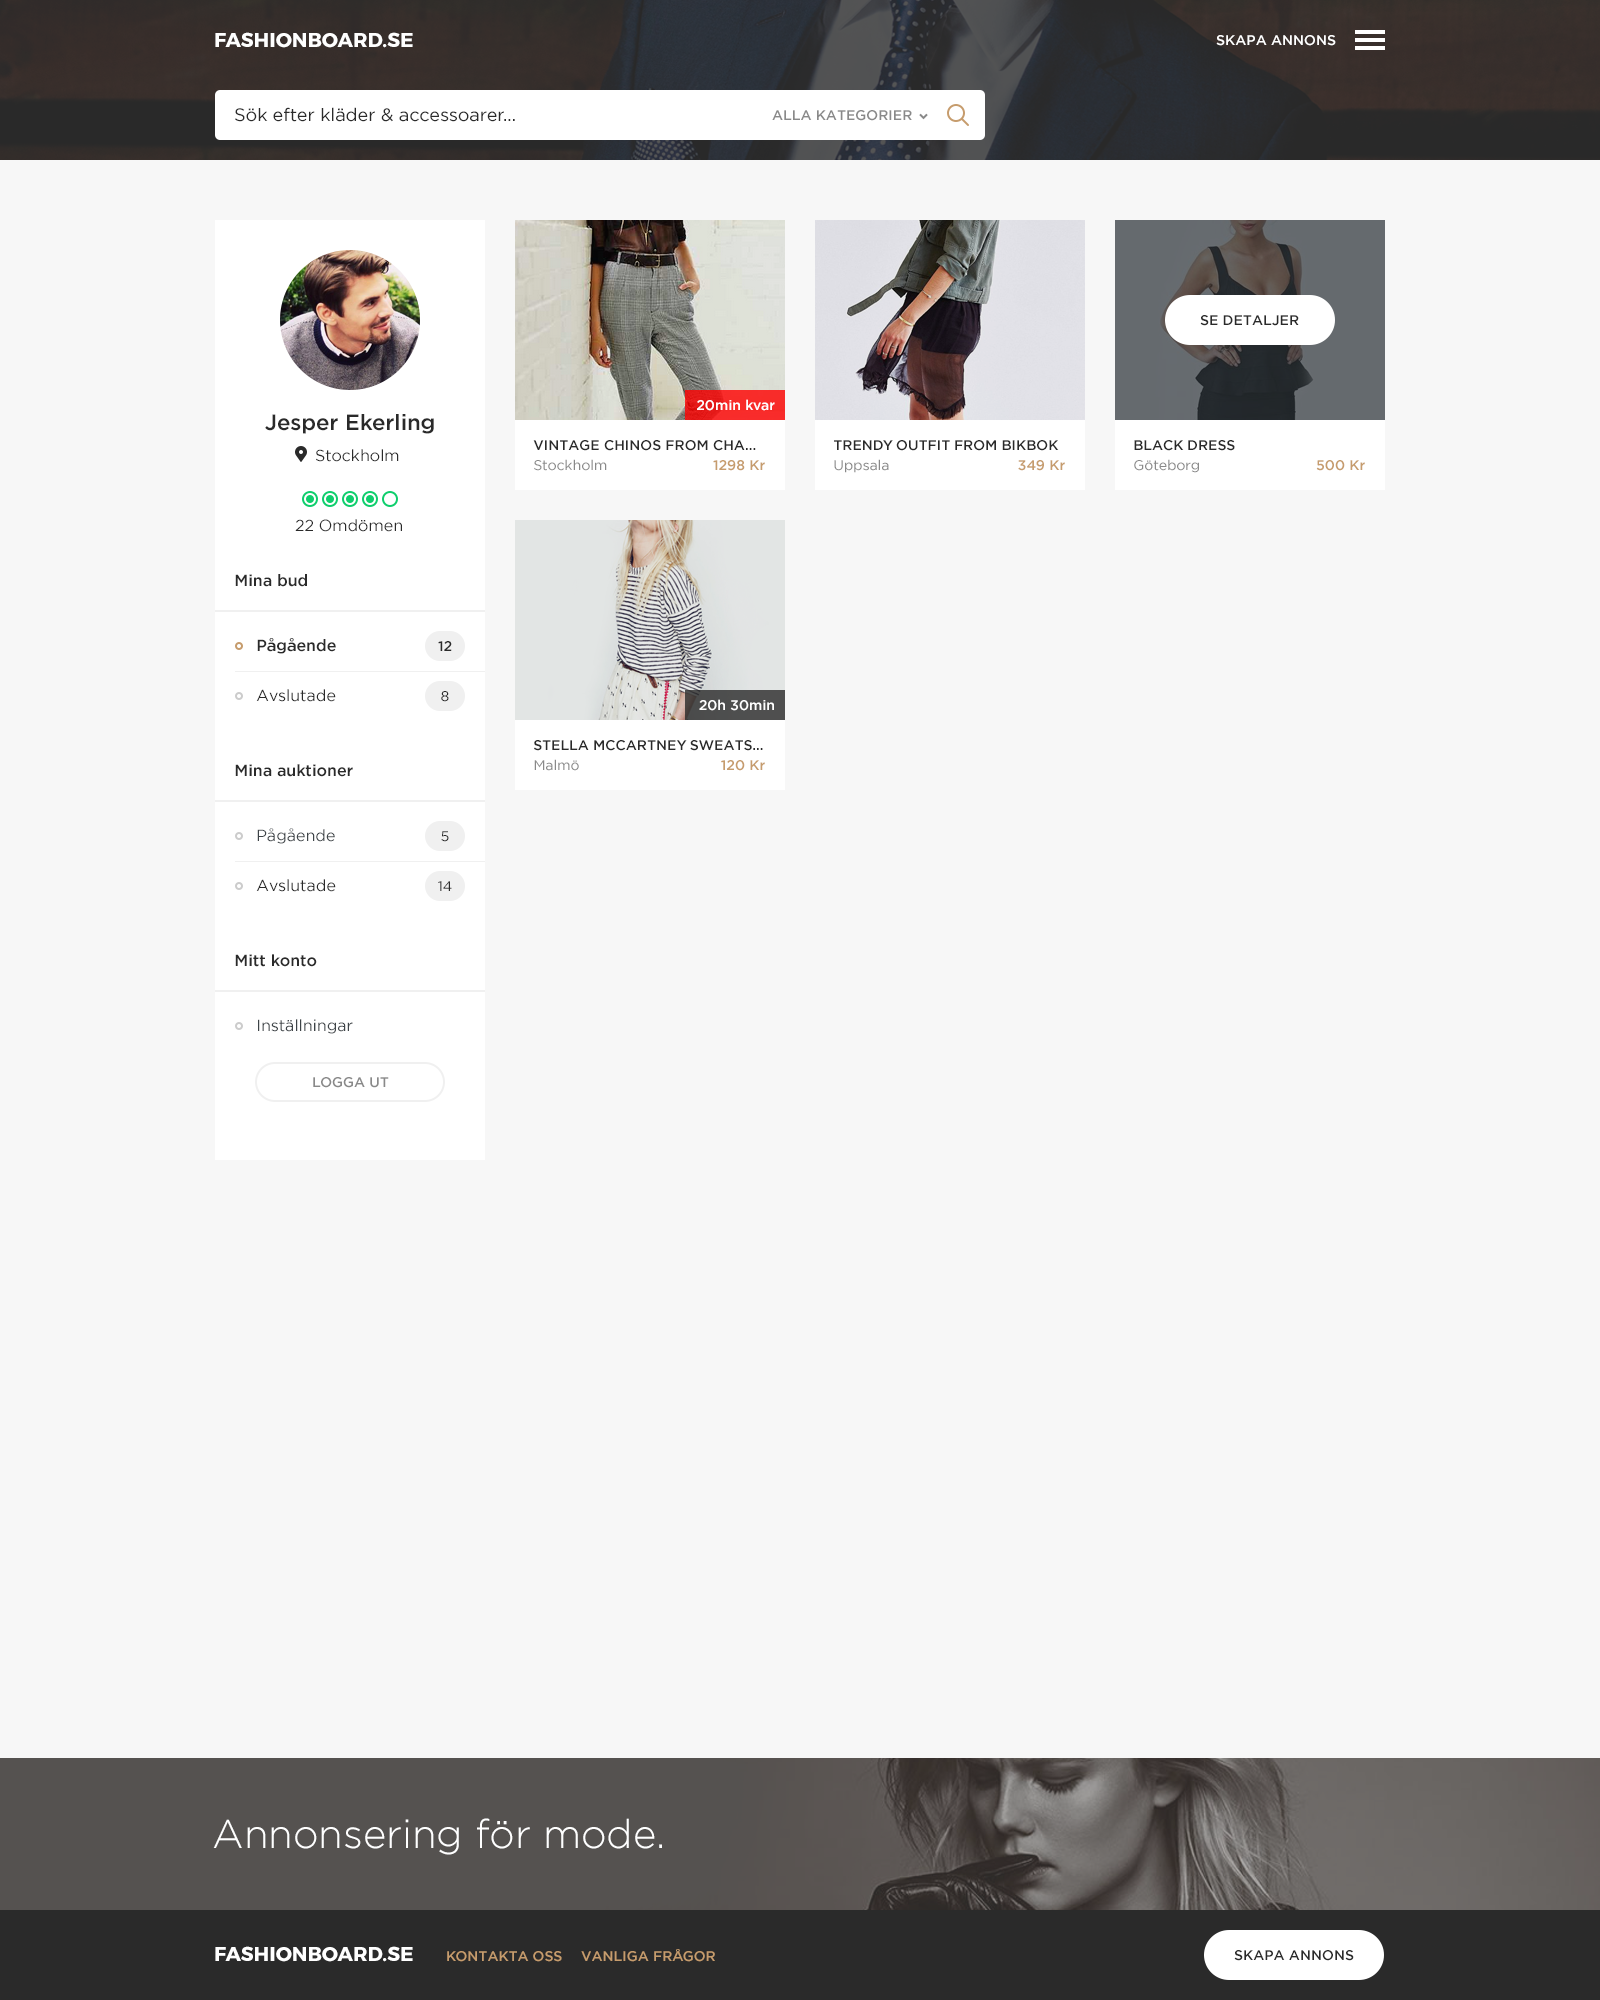 FASHIONBOARD.SE
SKAPA ANNONS
Sök efter kläder & accessoarer...
ALLA KATEGORIER
Jesper Ekerling
Stockholm
22 Omdömen
Mina bud
Pågående 12
Avslutade 8
Mina auktioner
Pågående 5
Avslutade 14
Mitt konto
Inställningar
LOGGA UT
20min kvar
VINTAGE CHINOS FROM CHA...
Stockholm 1298 Kr
TRENDY OUTFIT FROM BIKBOK
Uppsala 349 Kr
SE DETALJER
BLACK DRESS
Göteborg 500 Kr
20h 30min
STELLA MCCARTNEY SWEATS...
Malmö 120 Kr
Annonsering för mode.
FASHIONBOARD.SE
KONTAKTA OSS
VANLIGA FRÅGOR
SKAPA ANNONS